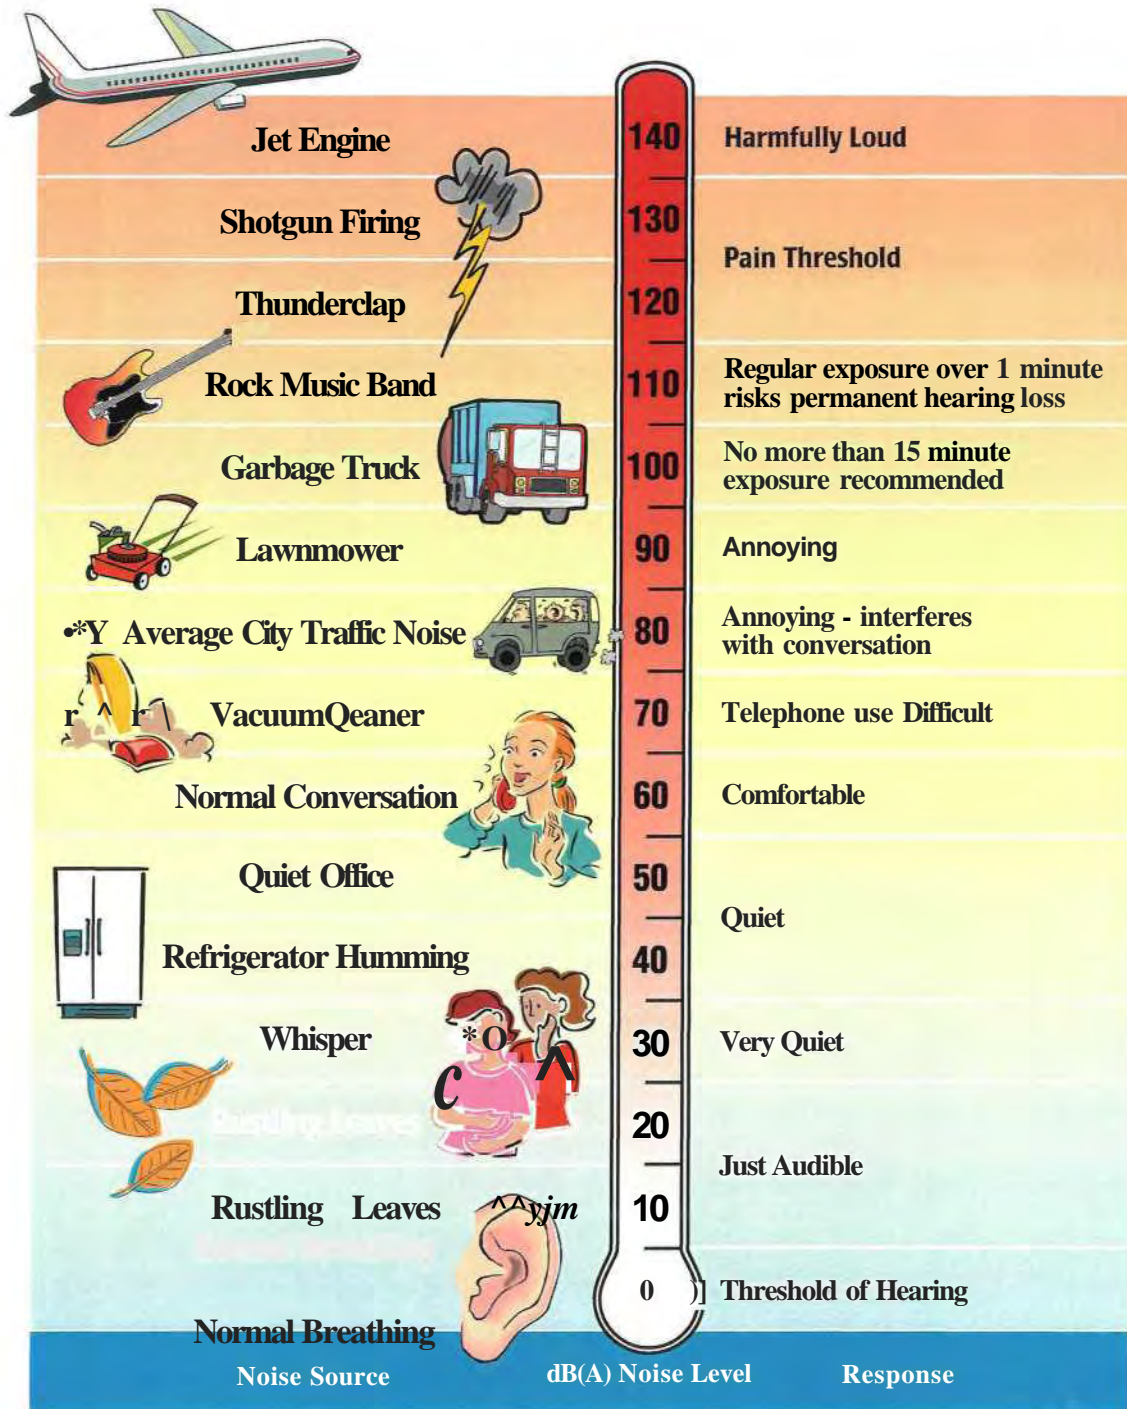 Jet Engine 140 Harmfully Loud
Shotgun Firing 130
Pain Threshold
Thunderclap 120
Rock Music Band 110 Regular exposure over 1 minute
risks permanent hearing loss
Garbage Truck 100 No more than 15 minute
exposure recommended
Lawnmower 90 Annoying
•*Y Average City Traffic Noise 80 Annoying - interferes
with conversation
r ^ r \ VacuumQeaner 70 Telephone use Difficult
Normal Conversation 60 Comfortable
Quiet Office 50
Quiet
Refrigerator Humming 40
Whisper *O 30 Very Quiet
C ^
Rustling Leaves 20
Just Audible
Rustling Leaves ^^yjm 10
0 )] Threshold of Hearing
Normal Breathing
Noise Source dB(A) Noise Level Response